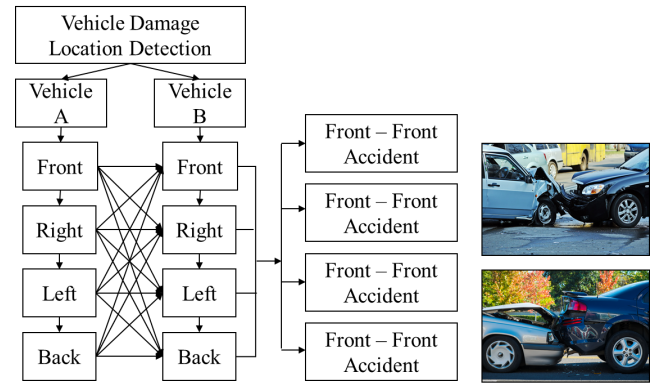 Vehicle Damage
Location Detection
Vehicle
A
Vehicle
B
Front
Right
Left
Back
Front
Right
Left
Back
Front – Front
Accident
Front – Front
Accident
Front – Front
Accident
Front – Front
Accident